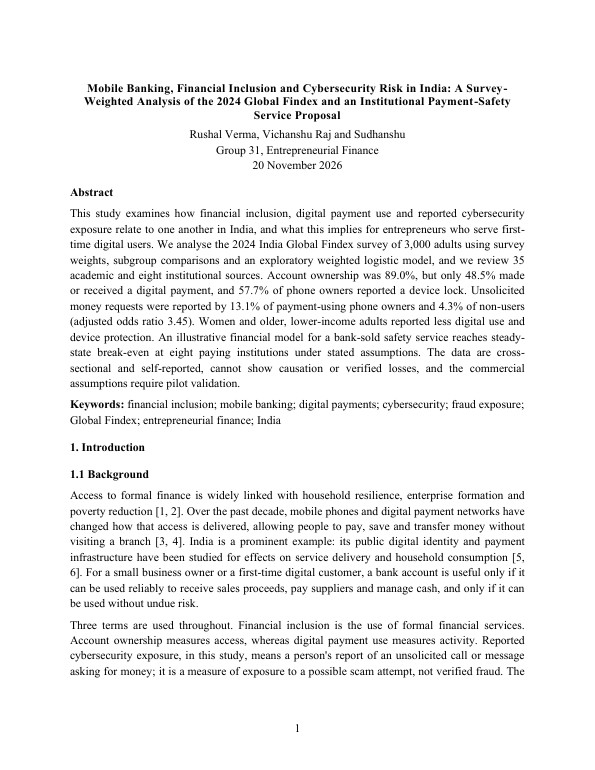 Mobile Banking, Financial Inclusion and Cybersecurity Risk in India: A Survey-
Weighted Analysis of the 2024 Global Findex and an Institutional Payment-Safety
Service Proposal
Rushal Verma, Vichanshu Raj and Sudhanshu
Group 31, Entrepreneurial Finance
20 November 2026
Abstract
This study examines how financial inclusion, digital payment use and reported cybersecurity
exposure relate to one another in India, and what this implies for entrepreneurs who serve first-
time digital users. We analyse the 2024 India Global Findex survey of 3,000 adults using survey
weights, subgroup comparisons and an exploratory weighted logistic model, and we review 35
academic and eight institutional sources. Account ownership was 89.0%, but only 48.5% made
or received a digital payment, and 57.7% of phone owners reported a device lock. Unsolicited
money requests were reported by 13.1% of payment-using phone owners and 4.3% of non-users
(adjusted odds ratio 3.45). Women and older, lower-income adults reported less digital use and
device protection. An illustrative financial model for a bank-sold safety service reaches steady-
state break-even at eight paying institutions under stated assumptions. The data are cross-
sectional and self-reported, cannot show causation or verified losses, and the commercial
assumptions require pilot validation.
Keywords: financial inclusion; mobile banking; digital payments; cybersecurity; fraud exposure;
Global Findex; entrepreneurial finance; India
1. Introduction
1.1 Background
Access to formal finance is widely linked with household resilience, enterprise formation and
poverty reduction [1, 2]. Over the past decade, mobile phones and digital payment networks have
changed how that access is delivered, allowing people to pay, save and transfer money without
visiting a branch [3, 4]. India is a prominent example: its public digital identity and payment
infrastructure have been studied for effects on service delivery and household consumption [5,
6]. For a small business owner or a first-time digital customer, a bank account is useful only if it
can be used reliably to receive sales proceeds, pay suppliers and manage cash, and only if it can
be used without undue risk.
Three terms are used throughout. Financial inclusion is the use of formal financial services.
Account ownership measures access, whereas digital payment use measures activity. Reported
cybersecurity exposure, in this study, means a person's report of an unsolicited call or message
asking for money; it is a measure of exposure to a possible scam attempt, not verified fraud. The
1